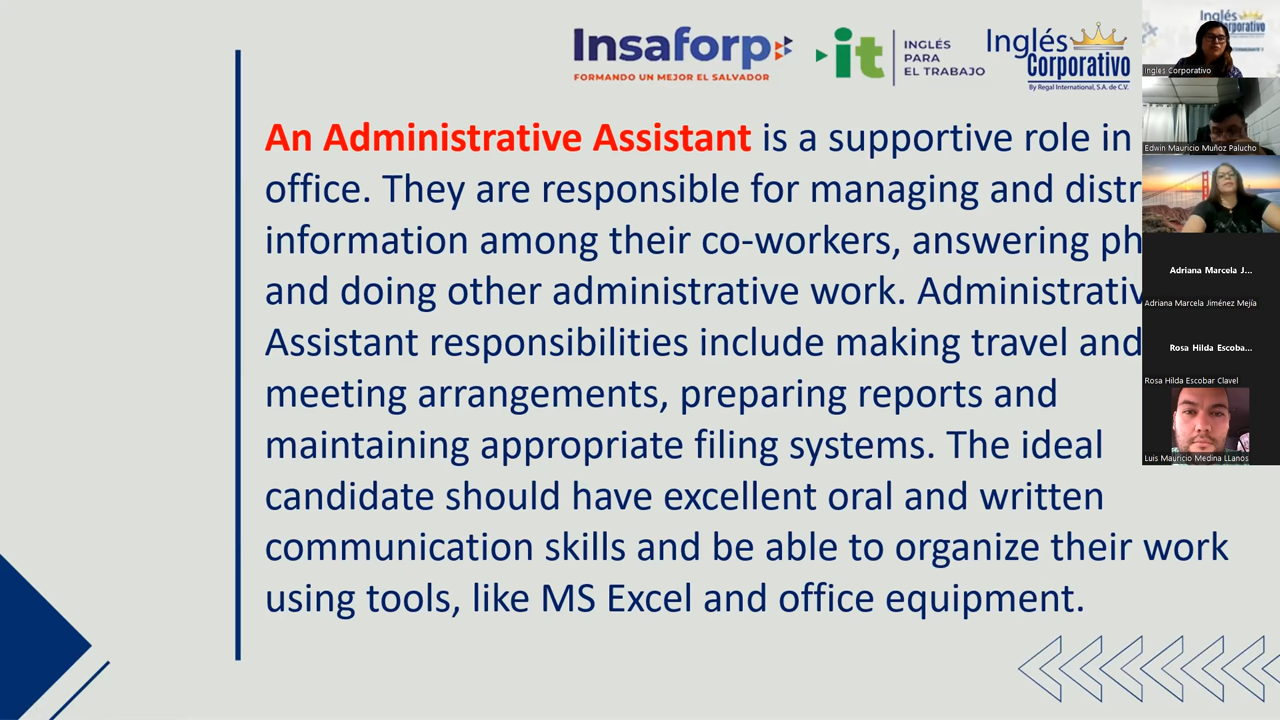 Insaforp
FORMANDO UN MEJOR EL SALVADOR
it
INGLÉS
PARA
EL TRABAJO
Inglés
Corporativo
By Regal International, S.A. de C.V.
An Administrative Assistant is a supportive role in
office. They are responsible for managing and distr
information among their co-workers, answering ph
and doing other administrative work. Administrativ
Assistant responsibilities include making travel and
meeting arrangements, preparing reports and
maintaining appropriate filing systems. The ideal
candidate should have excellent oral and written
communication skills and be able to organize their work
using tools, like MS Excel and office equipment.
Inglés
Corporativo
Inglés Corporativo
Edwin Mauricio Muñoz Palucho
Adriana Marcela J...
Adriana Marcela Jiménez Mejía
Rosa Hilda Escoba...
Rosa Hilda Escobar Clavel
Luis Mauricio Medina LLanos